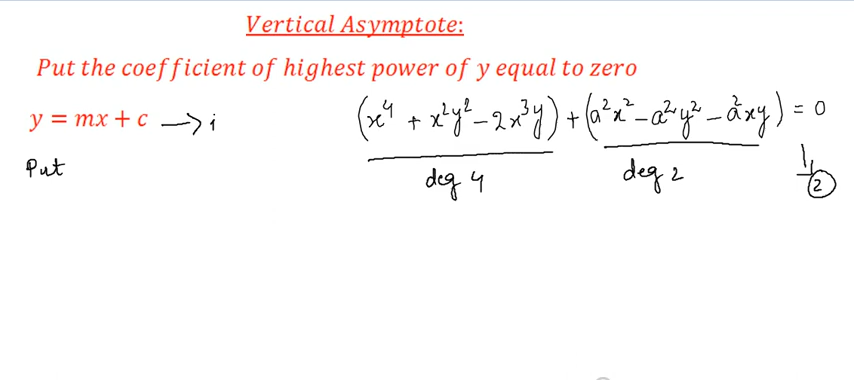 Vertical Asymptote:
Put the coefficient of highest power of y equal to zero
y = mx + c → i
(x⁴ + x²y² − 2x³y) + (a²x² − a²y² − a²xy) = 0
Put
deg 4
deg 2
2